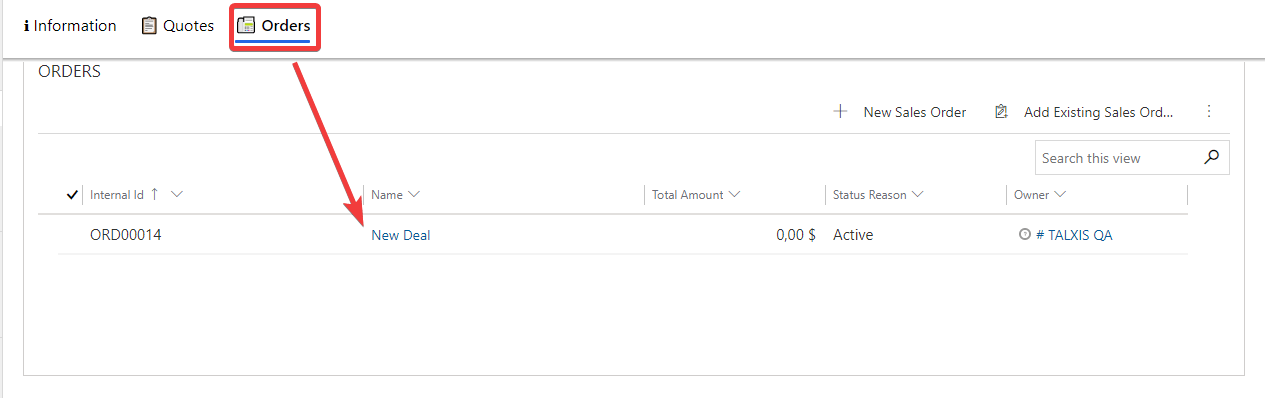 Information Quotes Orders
ORDERS
New Sales Order Add Existing Sales Ord...
Search this view
Internal Id Name Total Amount Status Reason Owner
ORD00014 New Deal 0,00 $ Active # TALXIS QA